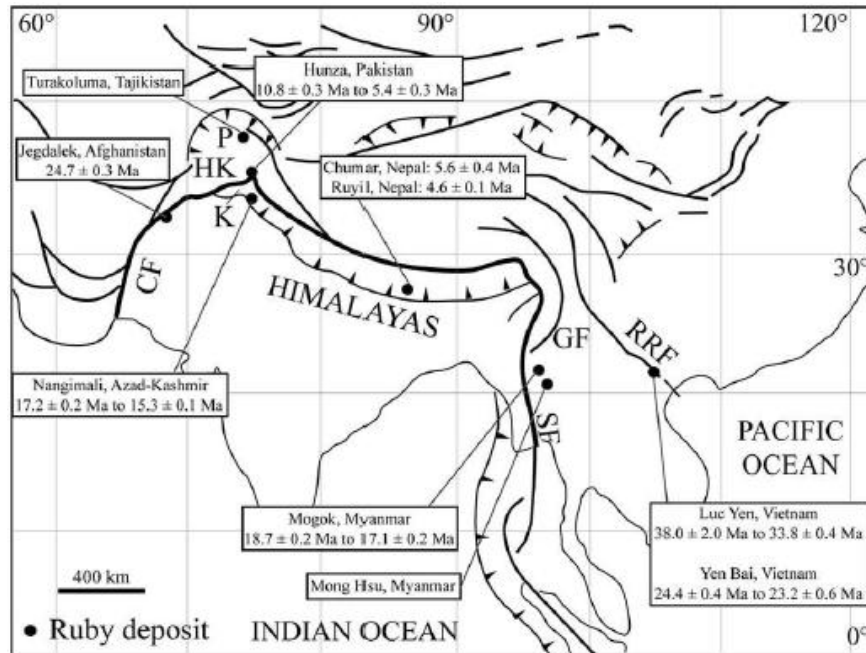 60°
90°
120°
Hunza, Pakistan
10.8 ± 0.3 Ma to 5.4 ± 0.3 Ma
Turakoluma, Tajikistan
P
Jegdalek, Afghanistan
24.7 ± 0.3 Ma
HK
Chumar, Nepal: 5.6 ± 0.4 Ma
Ruyil, Nepal: 4.6 ± 0.1 Ma
K
30°
CF
HIMALAYAS
GF
RRF
Nangimali, Azad-Kashmir
17.2 ± 0.2 Ma to 15.3 ± 0.1 Ma
SF
PACIFIC
OCEAN
Mogok, Myanmar
18.7 ± 0.2 Ma to 17.1 ± 0.2 Ma
Luc Yen, Vietnam
38.0 ± 2.0 Ma to 33.8 ± 0.4 Ma
Yen Bai, Vietnam
24.4 ± 0.4 Ma to 23.2 ± 0.6 Ma
Mong Hsu, Myanmar
400 km
Ruby deposit
INDIAN OCEAN
0°